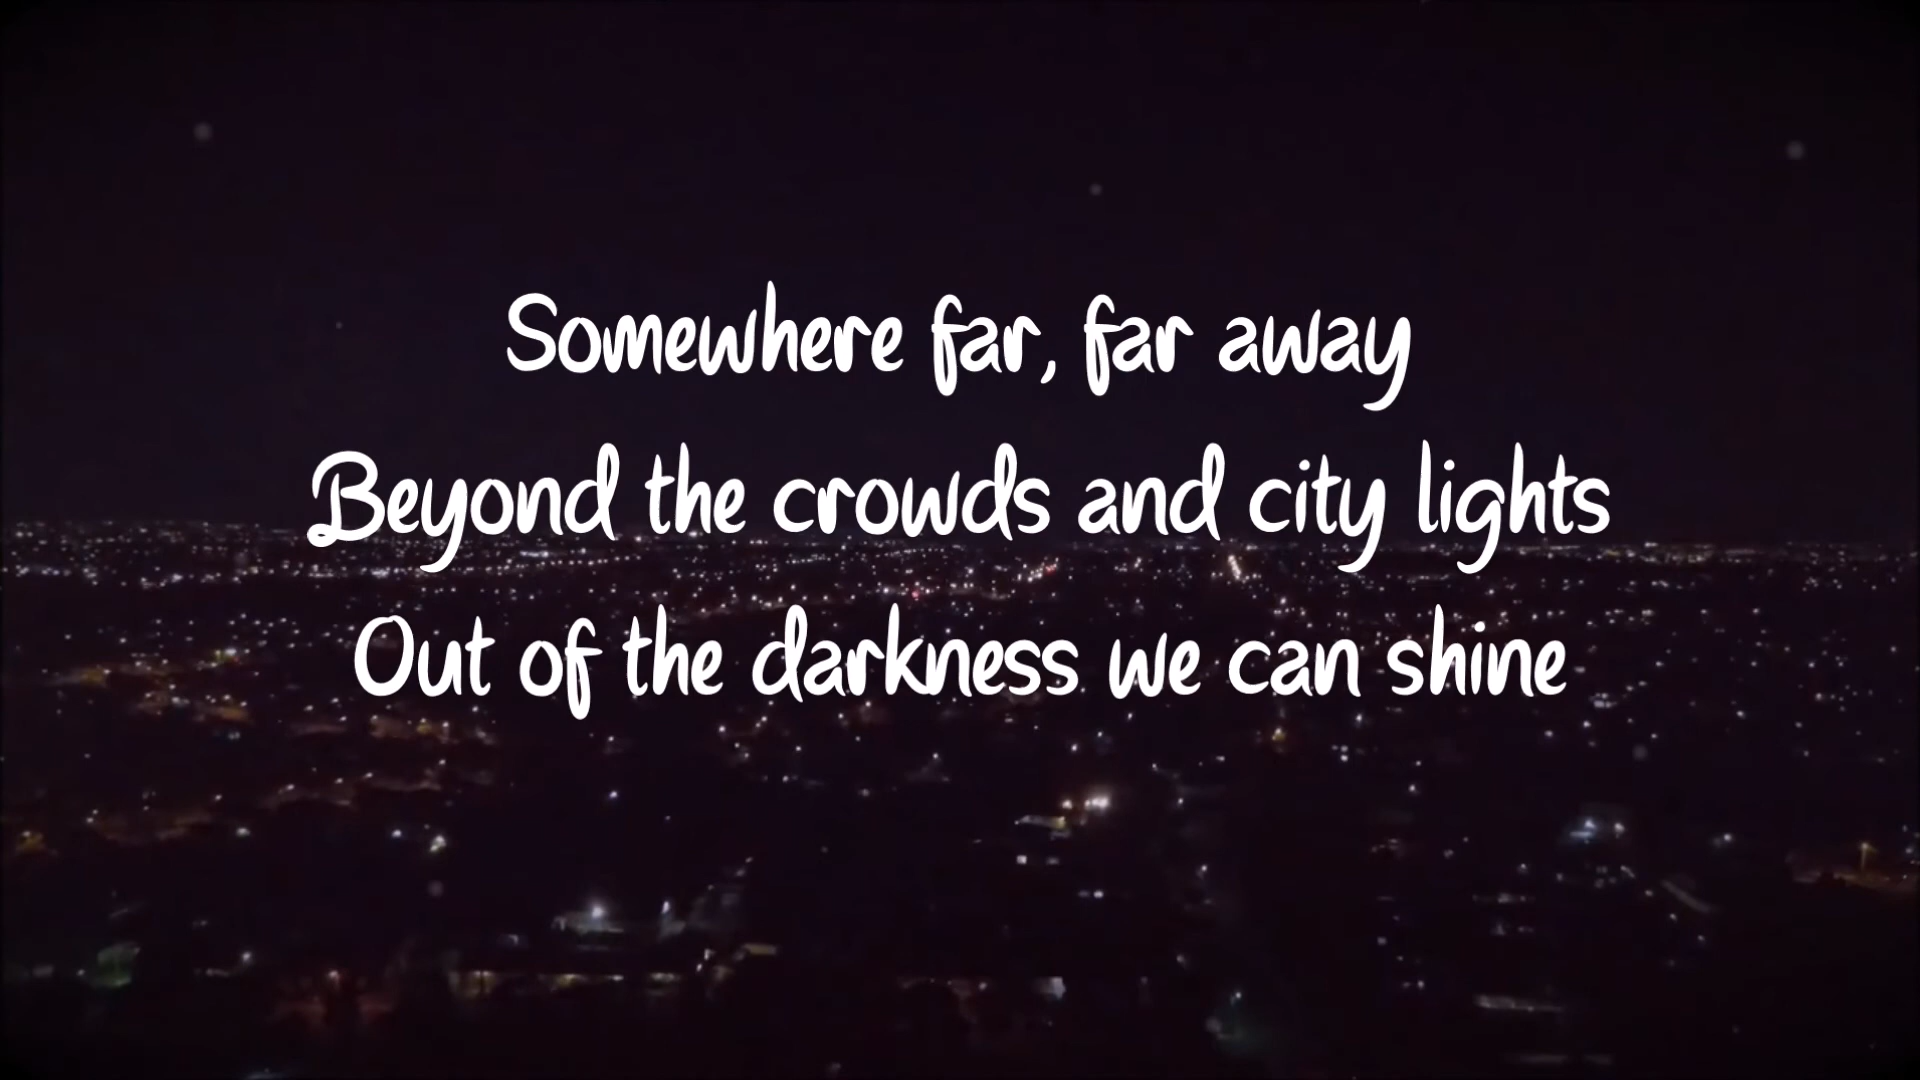 Somewhere far, far away
Beyond the crowds and city lights
Out of the darkness we can shine